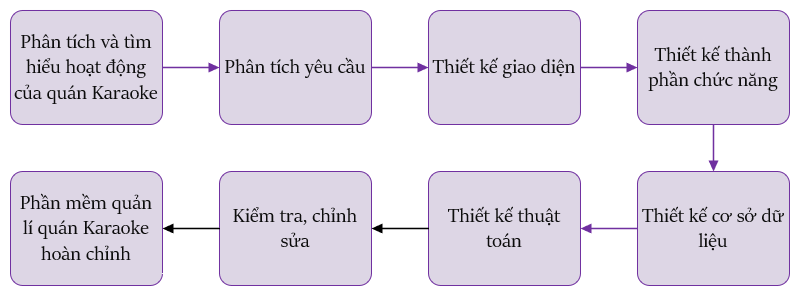 Phân tích và tìm
hiểu hoạt động
của quán Karaoke
Phân tích yêu cầu
Thiết kế giao diện
Thiết kế thành
phần chức năng
Phần mềm quản
lí quán Karaoke
hoàn chỉnh
Kiểm tra, chỉnh
sửa
Thiết kế thuật
toán
Thiết kế cơ sở dữ
liệu